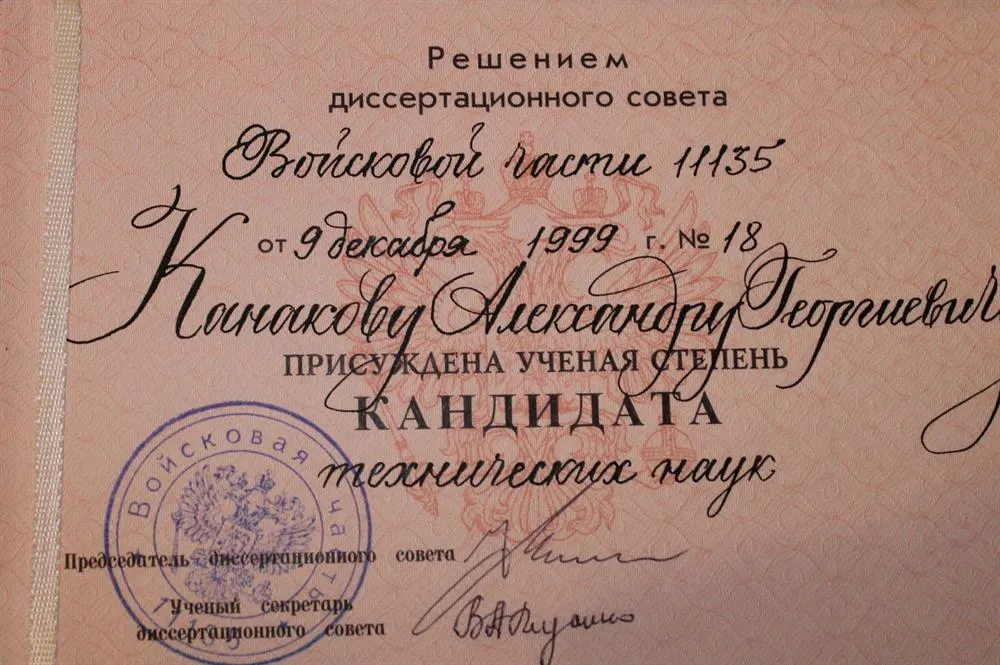 Решением
диссертационного совета
Войсковой части 11135
от 9 декабря 1999 г. № 18
Канакову Александру Георгиевич
ПРИСУЖДЕНА УЧЕНАЯ СТЕПЕНЬ
КАНДИДАТА
технических наук
Войсковая часть
Председатель диссертационного совета
Ученый секретарь
диссертационного совета